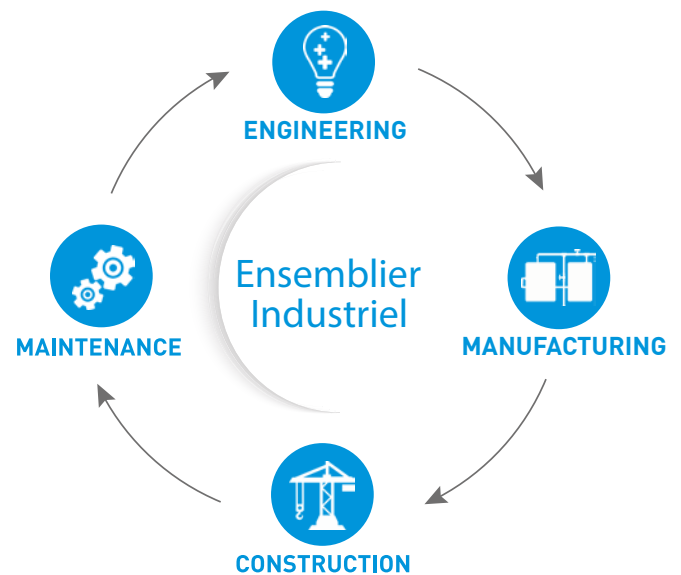 ENGINEERING
Ensemblier
Industriel
MAINTENANCE
MANUFACTURING
CONSTRUCTION